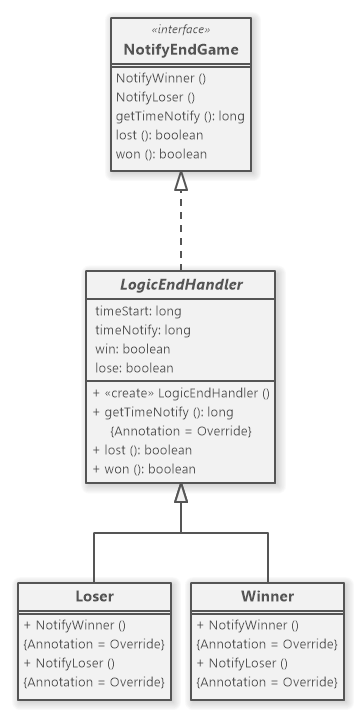 «interface»
NotifyEndGame
NotifyWinner ()
NotifyLoser ()
getTimeNotify (): long
lost (): boolean
won (): boolean
LogicEndHandler
timeStart: long
timeNotify: long
win: boolean
lose: boolean
+ «create» LogicEndHandler ()
+ getTimeNotify (): long
{Annotation = Override}
+ lost (): boolean
+ won (): boolean
Loser
+ NotifyWinner ()
{Annotation = Override}
+ NotifyLoser ()
{Annotation = Override}
Winner
+ NotifyWinner ()
{Annotation = Override}
+ NotifyLoser ()
{Annotation = Override}